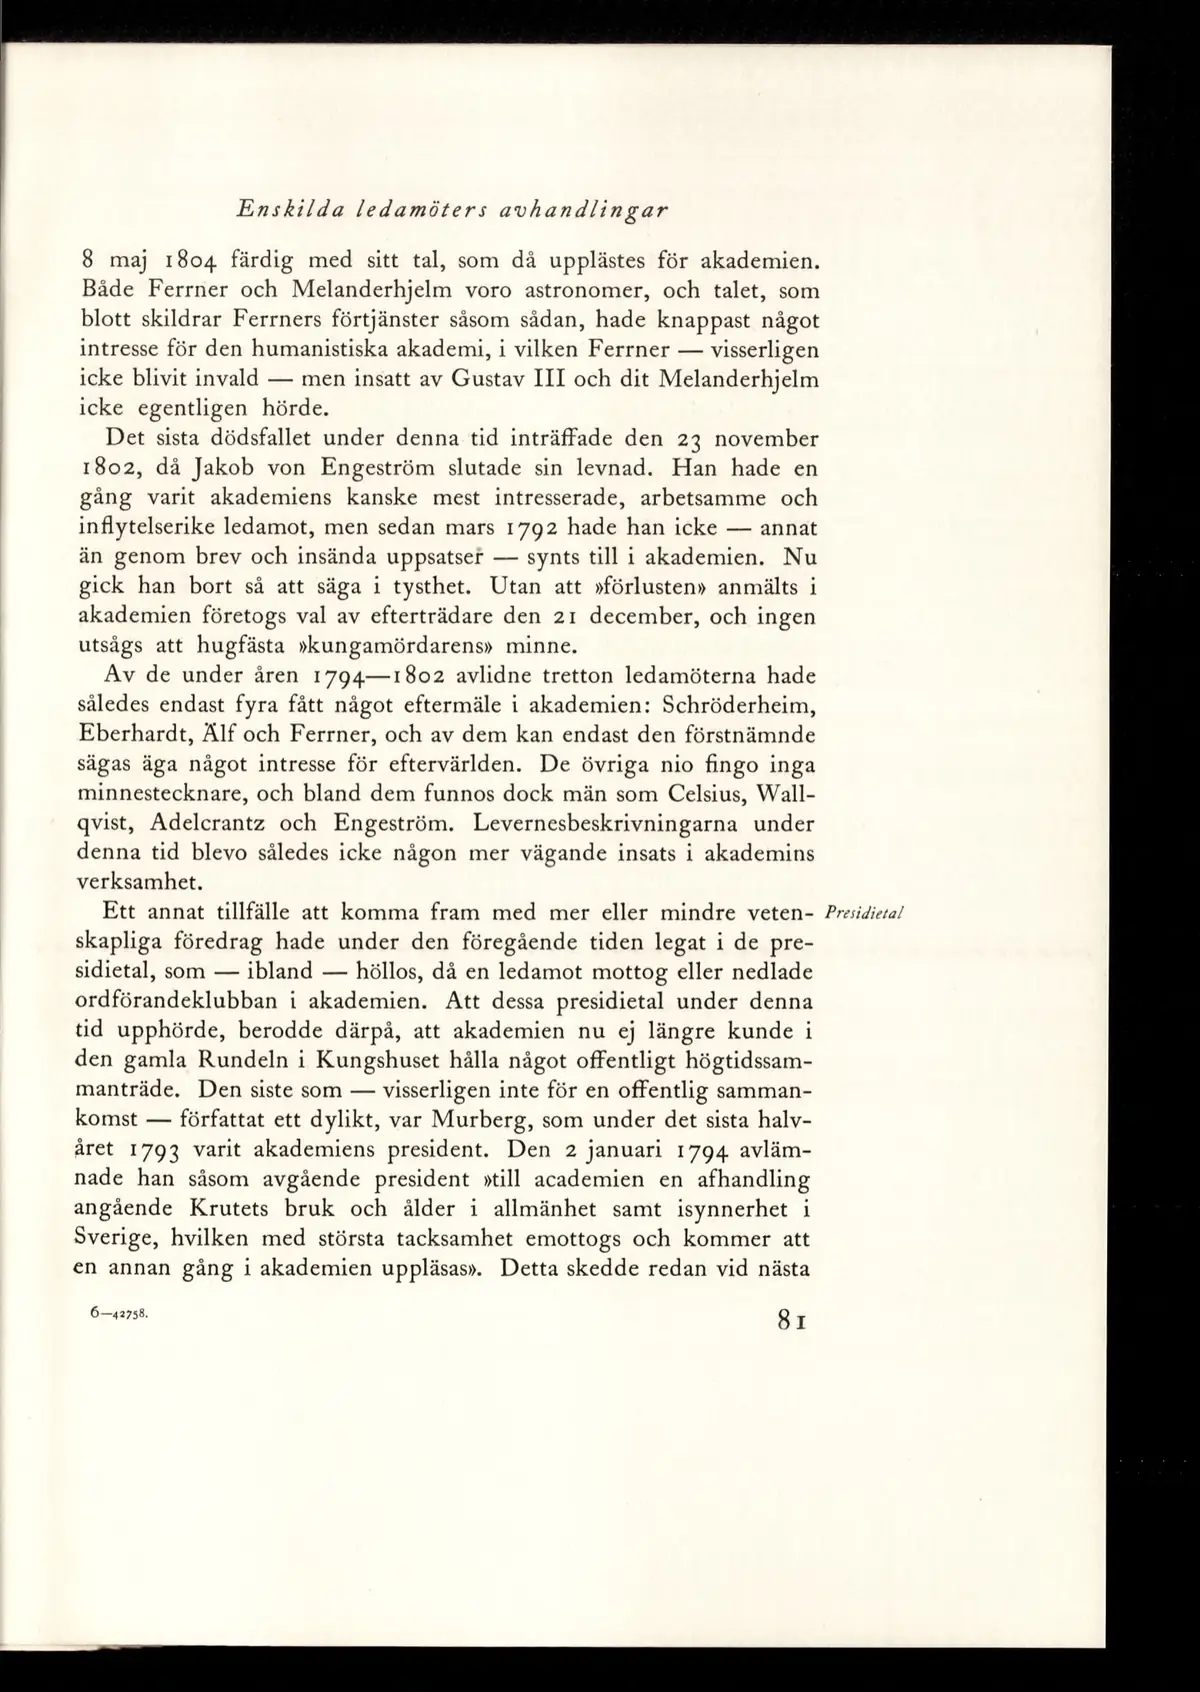 Enskilda ledamöters avhandlingar
8 maj 1804 färdig med sitt tal, som då upplästes för akademien.
Både Ferrner och Melanderhjelm voro astronomer, och talet, som
blott skildrar Ferrners förtjänster såsom sådan, hade knappast något
intresse för den humanistiska akademi, i vilken Ferrner — visserligen
icke blivit invald — men insatt av Gustav III och dit Melanderhjelm
icke egentligen hörde.
Det sista dödsfallet under denna tid inträffade den 23 november
1802, då Jakob von Engeström slutade sin levnad. Han hade en
gång varit akademiens kanske mest intresserade, arbetsamme och
inflytelserike ledamot, men sedan mars 1792 hade han icke — annat
än genom brev och insända uppsatser — synts till i akademien. Nu
gick han bort så att säga i tysthet. Utan att »förlusten» anmälts i
akademien företogs val av efterträdare den 21 december, och ingen
utsågs att hugfästa »kungamördarens» minne.
Av de under åren 1794—1802 avlidne tretton ledamöterna hade
således endast fyra fått något eftermäle i akademien: Schröderheim,
Eberhardt, Älf och Ferrner, och av dem kan endast den förstnämnde
sägas äga något intresse för eftervärlden. De övriga nio fingo inga
minnestecknare, och bland dem funnos dock män som Celsius, Wall-
qvist, Adelcrantz och Engeström. Levernesbeskrivningarna under
denna tid blevo således icke någon mer vägande insats i akademins
verksamhet.
Ett annat tillfälle att komma fram med mer eller mindre veten- Presidietal
skapliga föredrag hade under den föregående tiden legat i de pre-
sidietal, som — ibland — höllos, då en ledamot mottog eller nedlade
ordförandeklubban i akademien. Att dessa presidietal under denna
tid upphörde, berodde därpå, att akademien nu ej längre kunde i
den gamla Rundeln i Kungshuset hålla något offentligt högtidssam-
manträde. Den siste som — visserligen inte för en offentlig samman-
komst — författat ett dylikt, var Murberg, som under det sista halv-
året 1793 varit akademiens president. Den 2 januari 1794 avläm-
nade han såsom avgående president »till academien en afhandling
angående Krutets bruk och ålder i allmänhet samt isynnerhet i
Sverige, hvilken med största tacksamhet emottogs och kommer att
en annan gång i akademien uppläsas». Detta skedde redan vid nästa
6—42758.
81